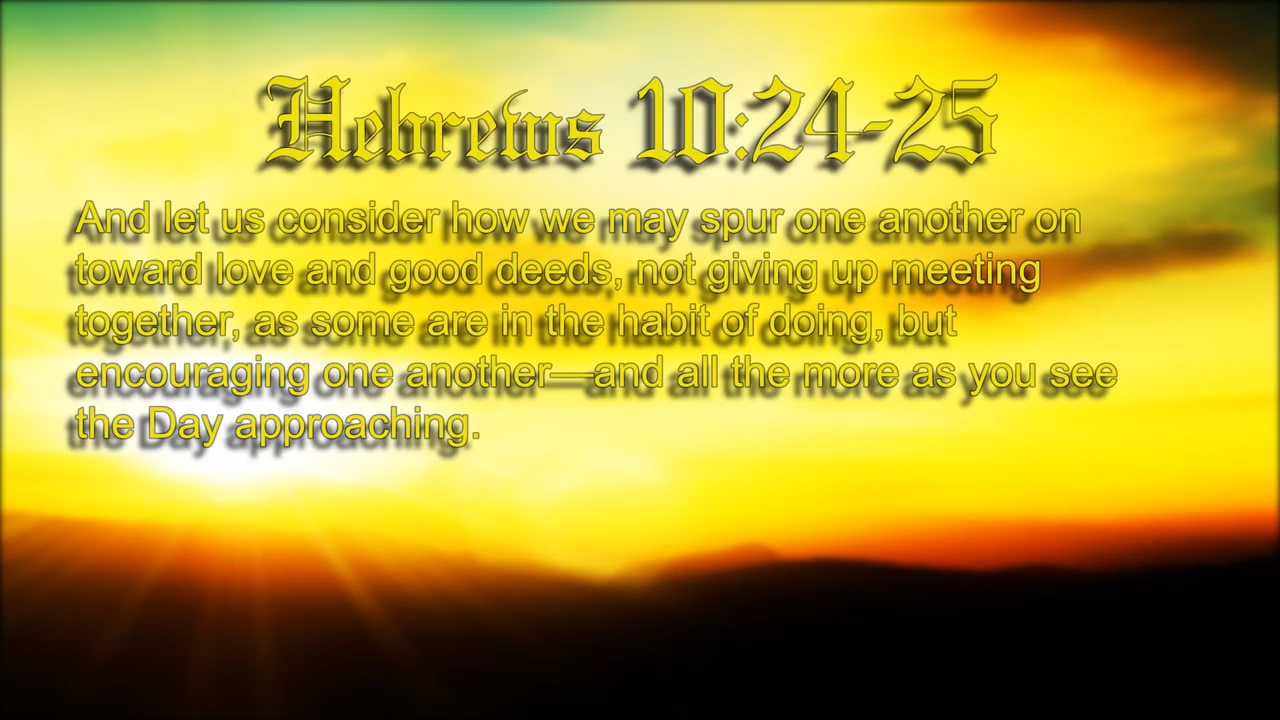 Hebrews 10:24-25
And let us consider how we may spur one another on
toward love and good deeds, not giving up meeting
together, as some are in the habit of doing, but
encouraging one another—and all the more as you see
the Day approaching.